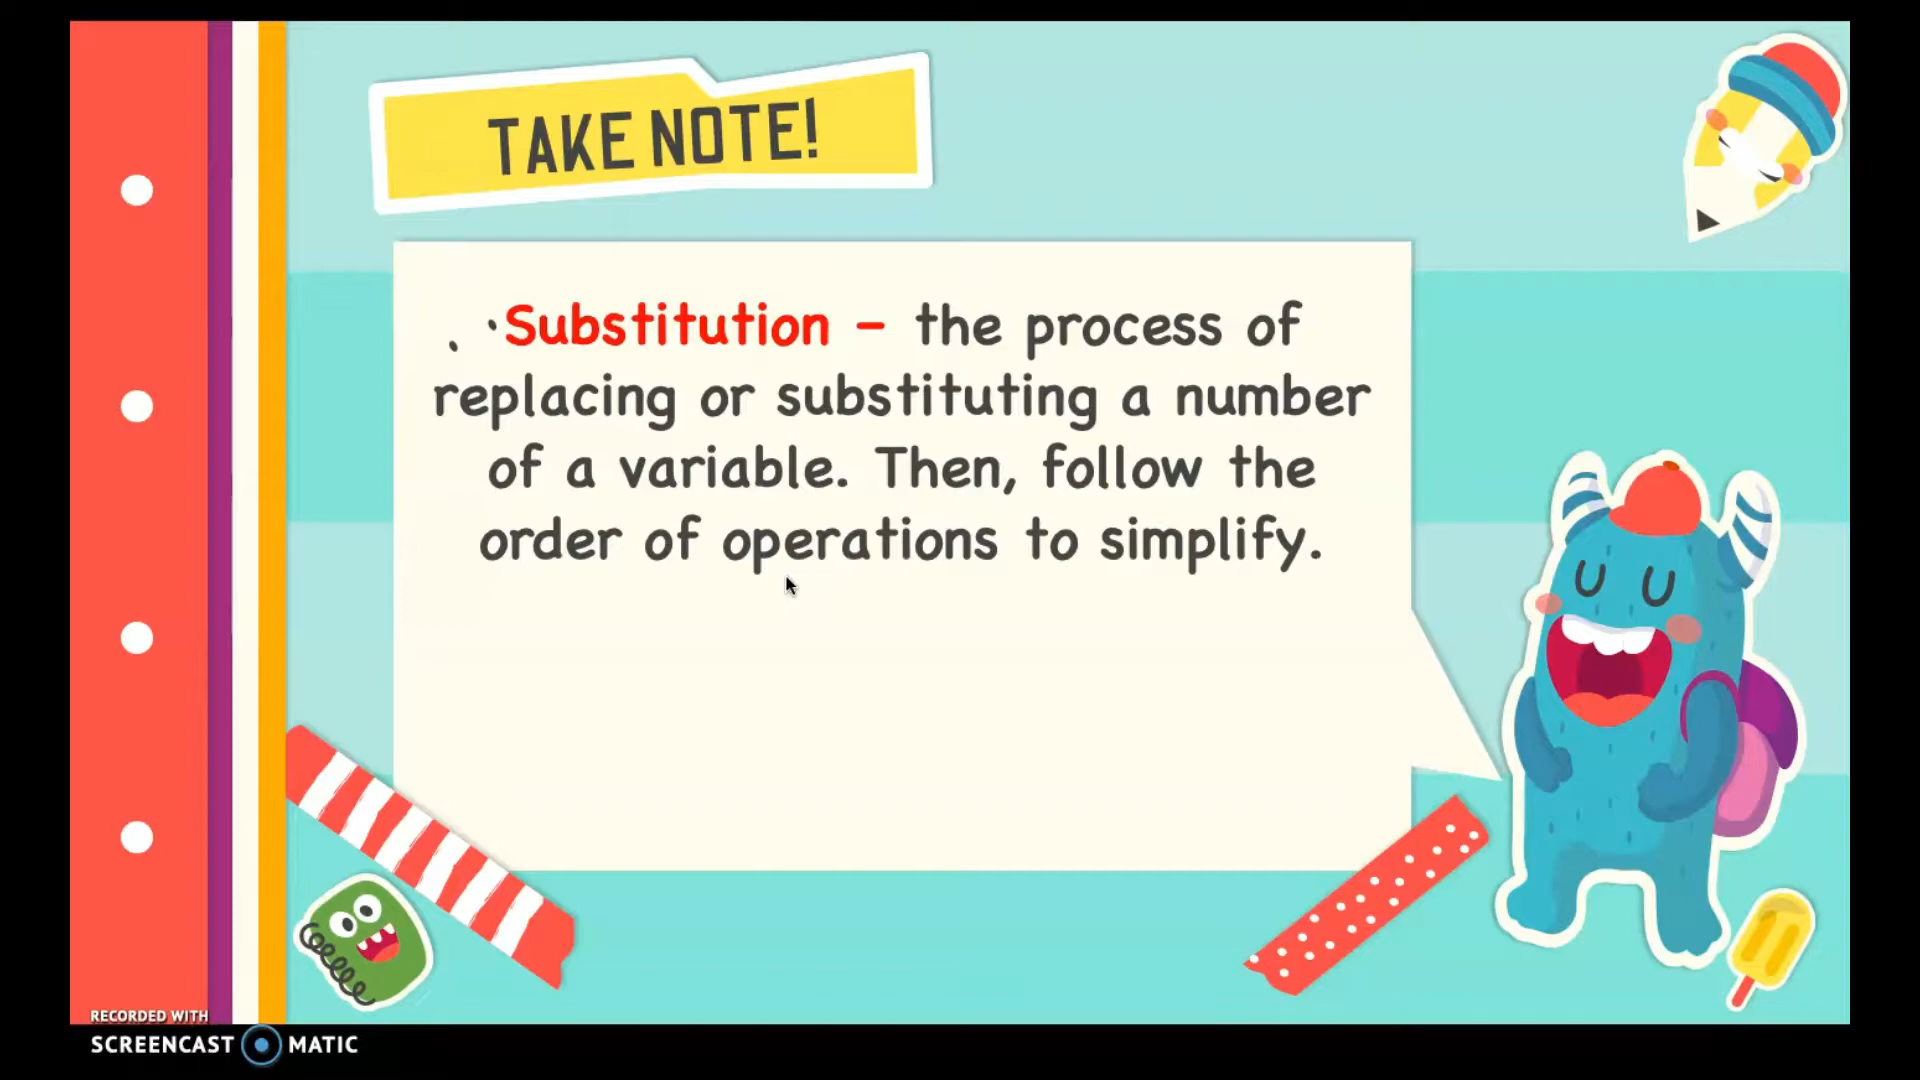 TAKE NOTE!
. ·Substitution – the process of
replacing or substituting a number
of a variable. Then, follow the
order of operations to simplify.
RECORDED WITH
SCREENCAST MATIC